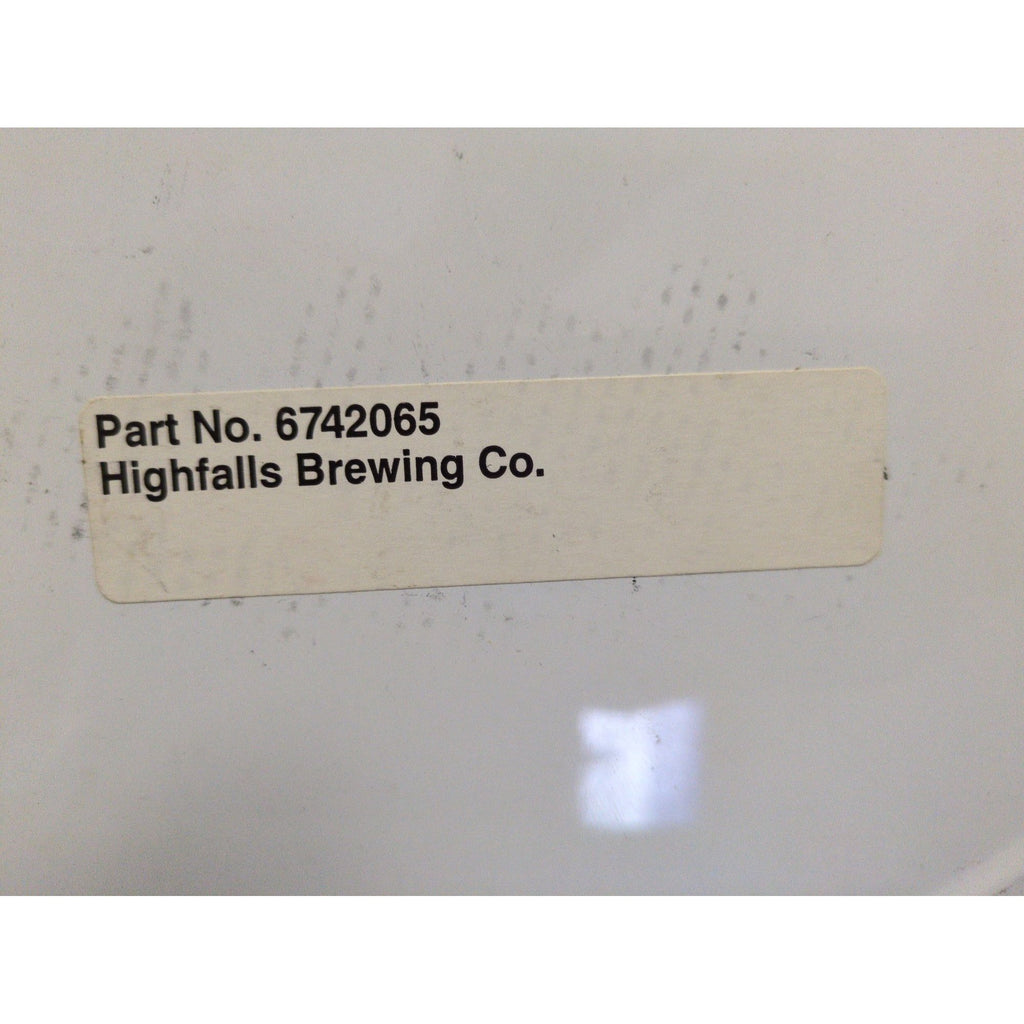 Part No. 6742065
Highfalls Brewing Co.